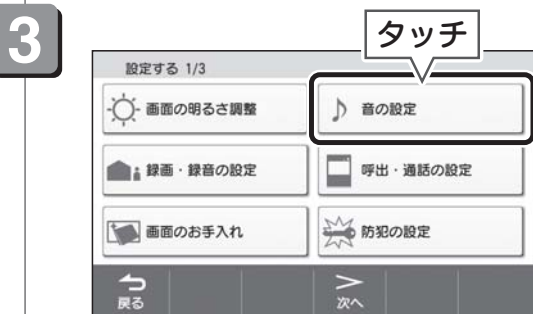 3
タッチ
設定する 1/3
画面の明るさ調整
音の設定
録画・録音の設定
呼出・通話の設定
画面のお手入れ
防犯の設定
戻る
次へ